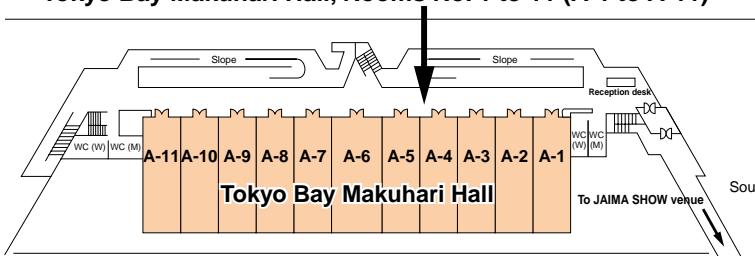 Tokyo Bay Makuhari Hall, Rooms No. 1 to 11 (A-1 to A-11)
Slope Slope
Reception desk
WC (W) WC (M) WC (W) WC (M)
A-11 A-10 A-9 A-8 A-7 A-6 A-5 A-4 A-3 A-2 A-1
Tokyo Bay Makuhari Hall
Sou
To JAIMA SHOW venue